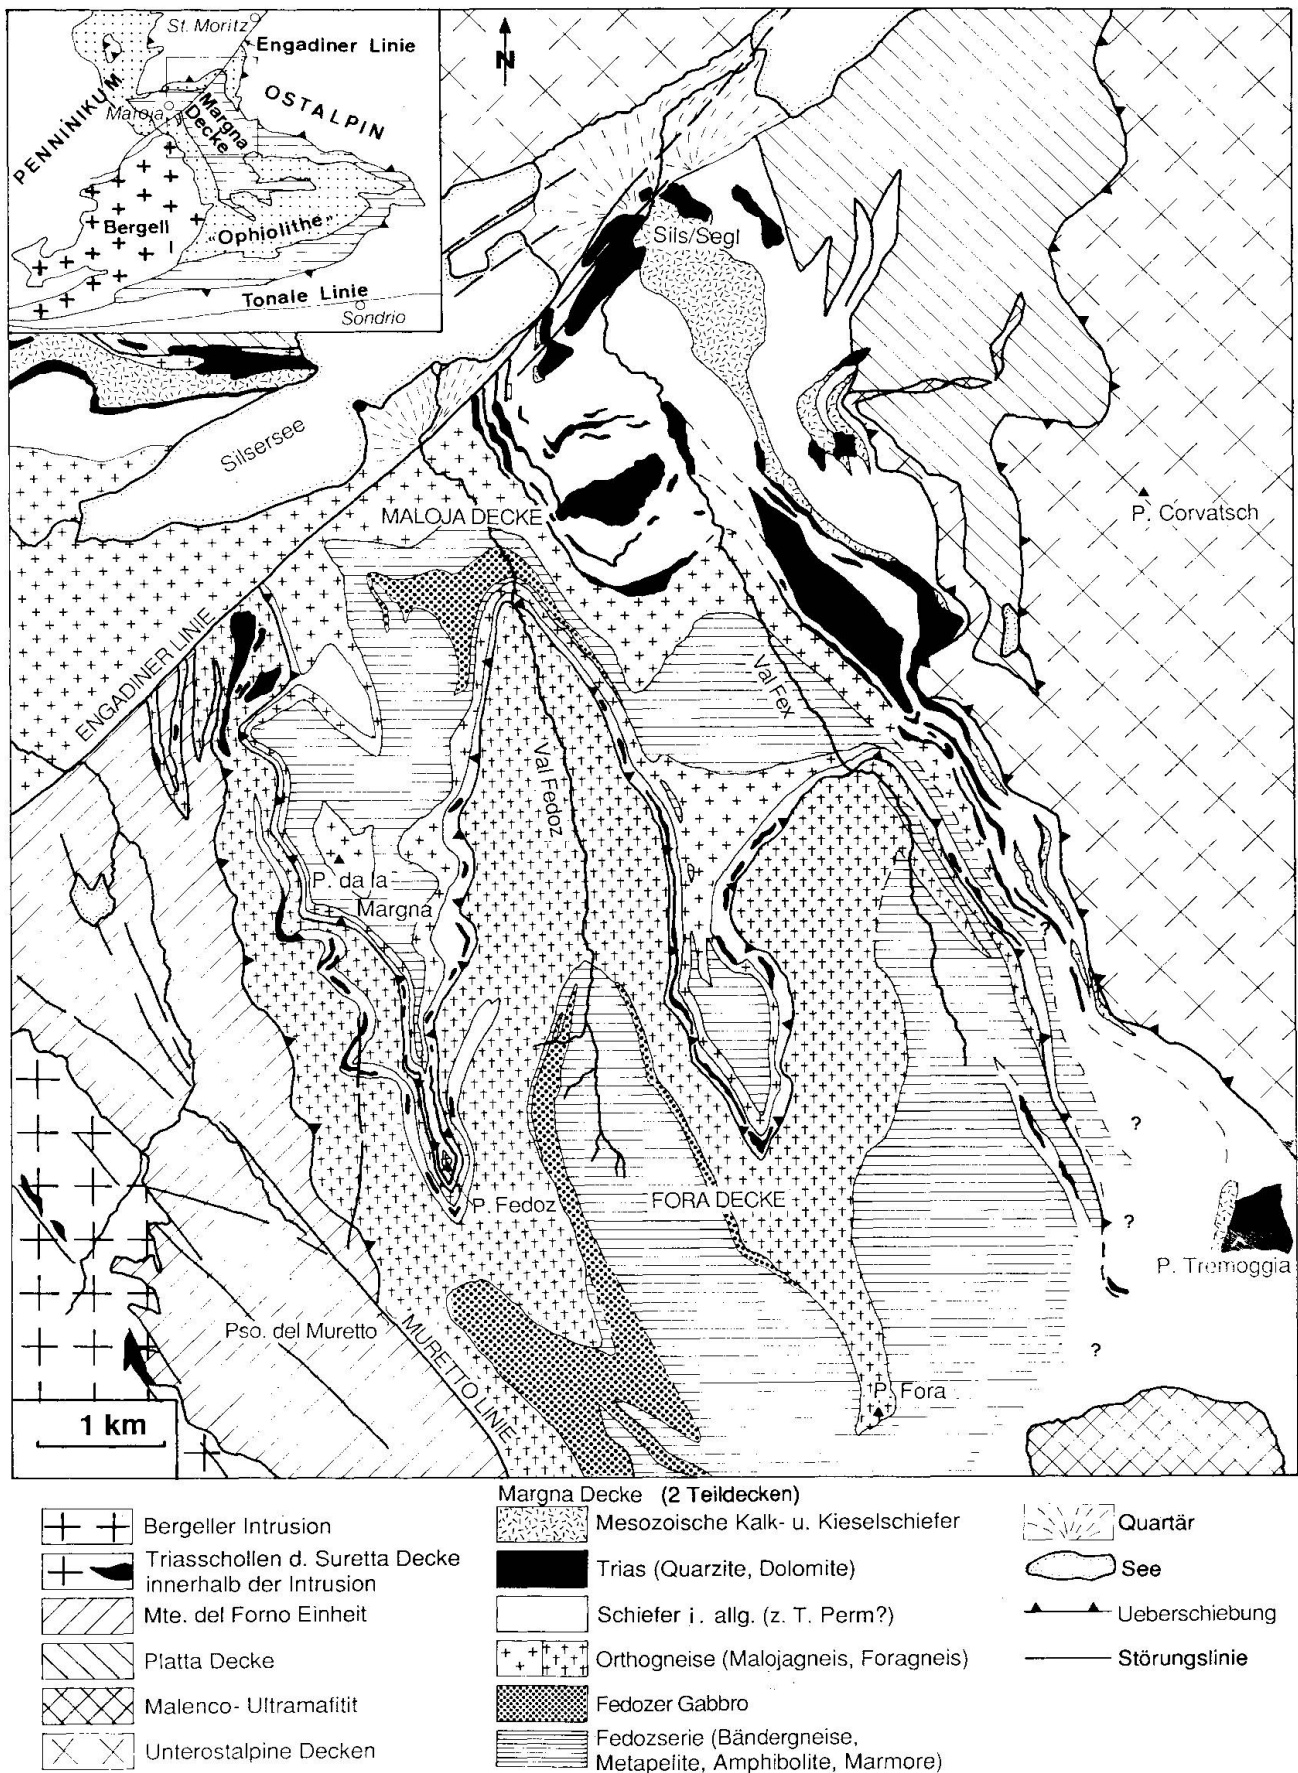 St. Moritz
Engadiner Linie
PENNINIKUM
OSTALPIN
Maloja
Margna
Decke
Bergell
„Ophiolithe”
Tonale Linie
Sondrio
N
Sils/Segl
Silsersee
P. Corvatsch
MALOJA DECKE
ENGADINER LINIE
Val Fex
Val Fedoz
P. da la
Margna
P. Fedoz
FORA DECKE
?
?
P. Tremoggia
Pso. del Muretto
MURETTO LINIE
?
P. Fora
1 km
Bergeller Intrusion
Triasschollen d. Suretta Decke
innerhalb der Intrusion
Mte. del Forno Einheit
Platta Decke
Malenco- Ultramafitit
Unterostalpine Decken
Margna Decke (2 Teildecken)
Mesozoische Kalk- u. Kieselschiefer
Trias (Quarzite, Dolomite)
Schiefer i. allg. (z. T. Perm?)
Orthogneise (Malojagneis, Foragneis)
Fedozer Gabbro
Fedozserie (Bändergneise,
Metapelite, Amphibolite, Marmore)
Quartär
See
Ueberschiebung
Störungslinie